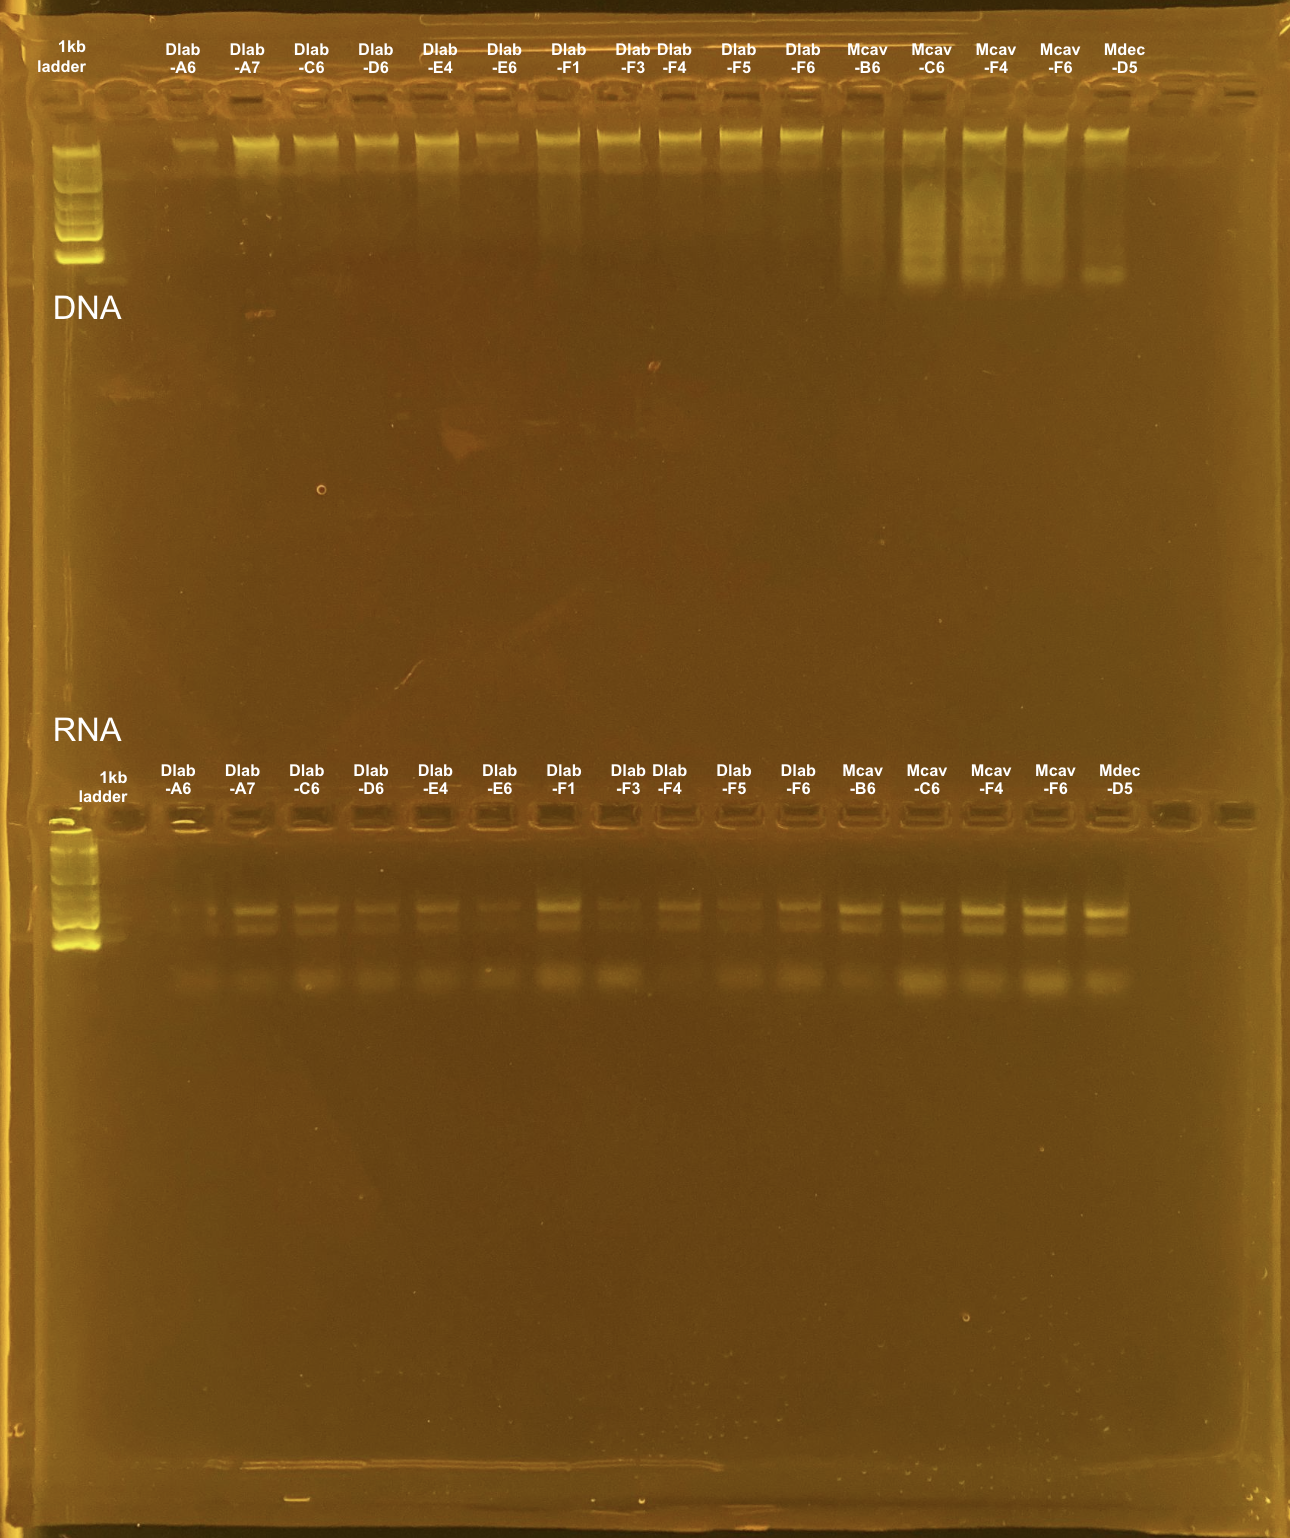 1kb
ladder
Dlab Dlab Dlab Dlab Dlab Dlab Dlab Dlab Dlab Dlab Dlab Mcav Mcav Mcav Mcav Mdec
-A6 -A7 -C6 -D6 -E4 -E6 -F1 -F3 -F4 -F5 -F6 -B6 -C6 -F4 -F6 -D5
DNA
RNA
1kb
ladder
Dlab Dlab Dlab Dlab Dlab Dlab Dlab Dlab Dlab Dlab Dlab Mcav Mcav Mcav Mcav Mdec
-A6 -A7 -C6 -D6 -E4 -E6 -F1 -F3 -F4 -F5 -F6 -B6 -C6 -F4 -F6 -D5